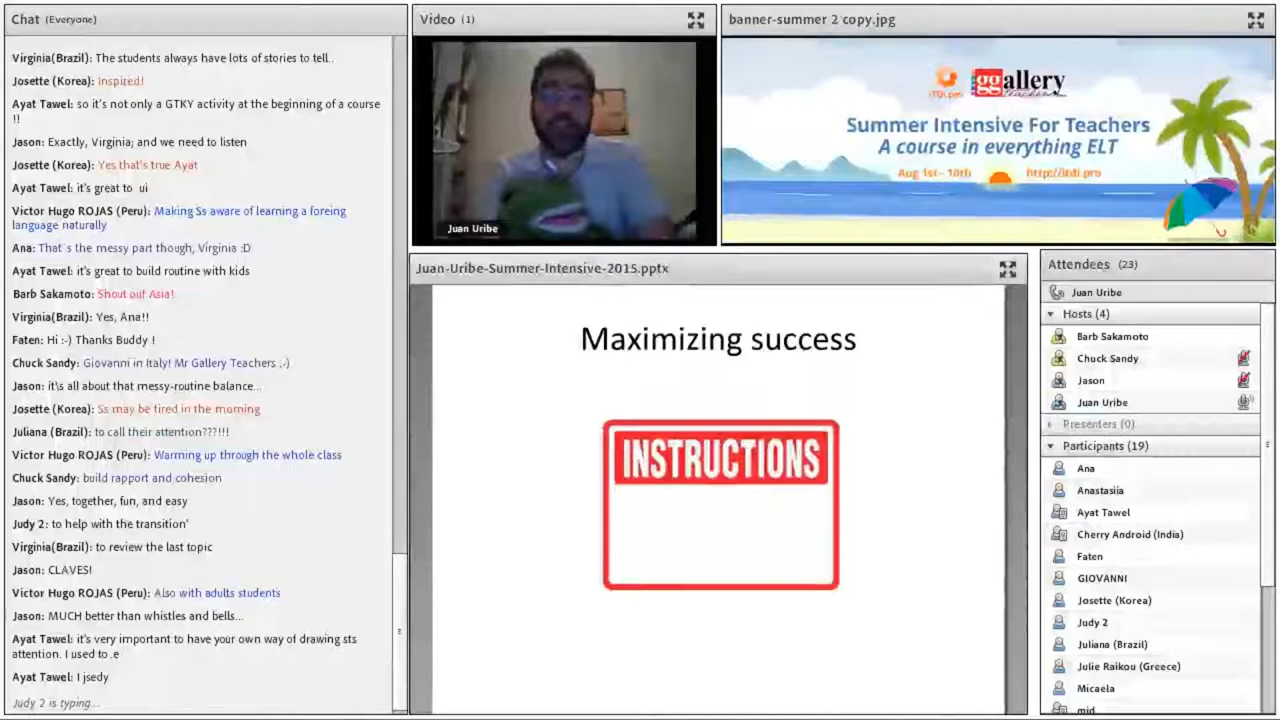 Chat (Everyone)
Virginia(Brazil): The students always have lots of stories to tell..
Josette (Korea): Inspired!
Ayat Tawel: so it's not only a GTKY activity at the beginning of a course
!!
Jason: Exactly, Virginia; and we need to listen
Josette (Korea): Yes that's true Ayat
Ayat Tawel: it's great to ui
Victor Hugo ROJAS (Peru): Making Ss aware of learning a foreing
language naturally
Ana: That´s the messy part though, Virginia :D
Ayat Tawel: it's great to build routine with kids
Barb Sakamoto: Shout out Asia!
Virginia(Brazil): Yes, Ana!!
Faten: Hi :-) Thanks Buddy !
Chuck Sandy: Giovanni in Italy! Mr Gallery Teachers ;-)
Jason: it\s all about that messy-routine balance...
Josette (Korea): Ss may be tired in the morning
Juliana (Brazil): to call their attention???!!!
Victor Hugo ROJAS (Peru): Warming up through the whole class
Chuck Sandy: build rapport and cohesion
Jason: Yes, together, fun, and easy
Judy 2: to help with the transition'
Virginia(Brazil): to review the last topic
Jason: CLAVES!
Victor Hugo ROJAS (Peru): Also with adults students
Jason: MUCH better than whistles and bells...
Ayat Tawel: it's very important to have your own way of drawing sts
attention. I used to .e
Ayat Tawel: I jsedy
Judy 2 is typing...
Video (1)
Juan Uribe
banner-summer 2 copy.jpg
iTDi.pro ggallery
teachers
Summer Intensive For Teachers
A course in everything ELT
Aug 1st - 10th http://itdi.pro
Juan-Uribe-Summer-Intensive-2015.pptx
Maximizing success
INSTRUCTIONS
Attendees (23)
Juan Uribe
Hosts (4)
Barb Sakamoto
Chuck Sandy
Jason
Juan Uribe
Presenters (0)
Participants (19)
Ana
Anastasiia
Ayat Tawel
Cherry Android (India)
Faten
GIOVANNI
Josette (Korea)
Judy 2
Juliana (Brazil)
Julie Raikou (Greece)
Micaela
mid